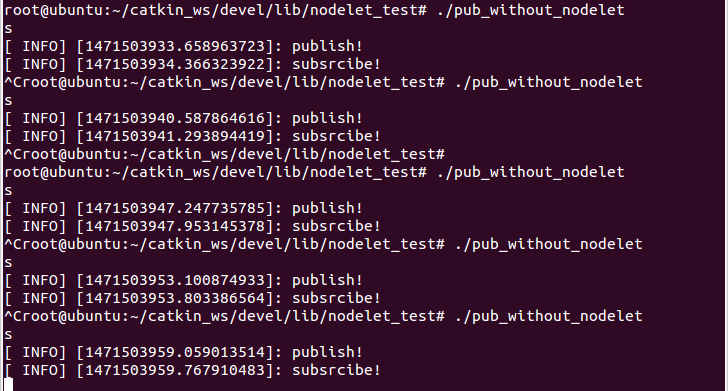 root@ubuntu:~/catkin_ws/devel/lib/nodelet_test# ./pub_without_nodelet
s
[ INFO] [1471503933.658963723]: publish!
[ INFO] [1471503934.366323922]: subsrcibe!
^Croot@ubuntu:~/catkin_ws/devel/lib/nodelet_test# ./pub_without_nodelet
s
[ INFO] [1471503940.587864616]: publish!
[ INFO] [1471503941.293894419]: subsrcibe!
^Croot@ubuntu:~/catkin_ws/devel/lib/nodelet_test#
root@ubuntu:~/catkin_ws/devel/lib/nodelet_test# ./pub_without_nodelet
s
[ INFO] [1471503947.247735785]: publish!
[ INFO] [1471503947.953145378]: subsrcibe!
^Croot@ubuntu:~/catkin_ws/devel/lib/nodelet_test# ./pub_without_nodelet
s
[ INFO] [1471503953.100874933]: publish!
[ INFO] [1471503953.803386564]: subsrcibe!
^Croot@ubuntu:~/catkin_ws/devel/lib/nodelet_test# ./pub_without_nodelet
s
[ INFO] [1471503959.059013514]: publish!
[ INFO] [1471503959.767910483]: subsrcibe!